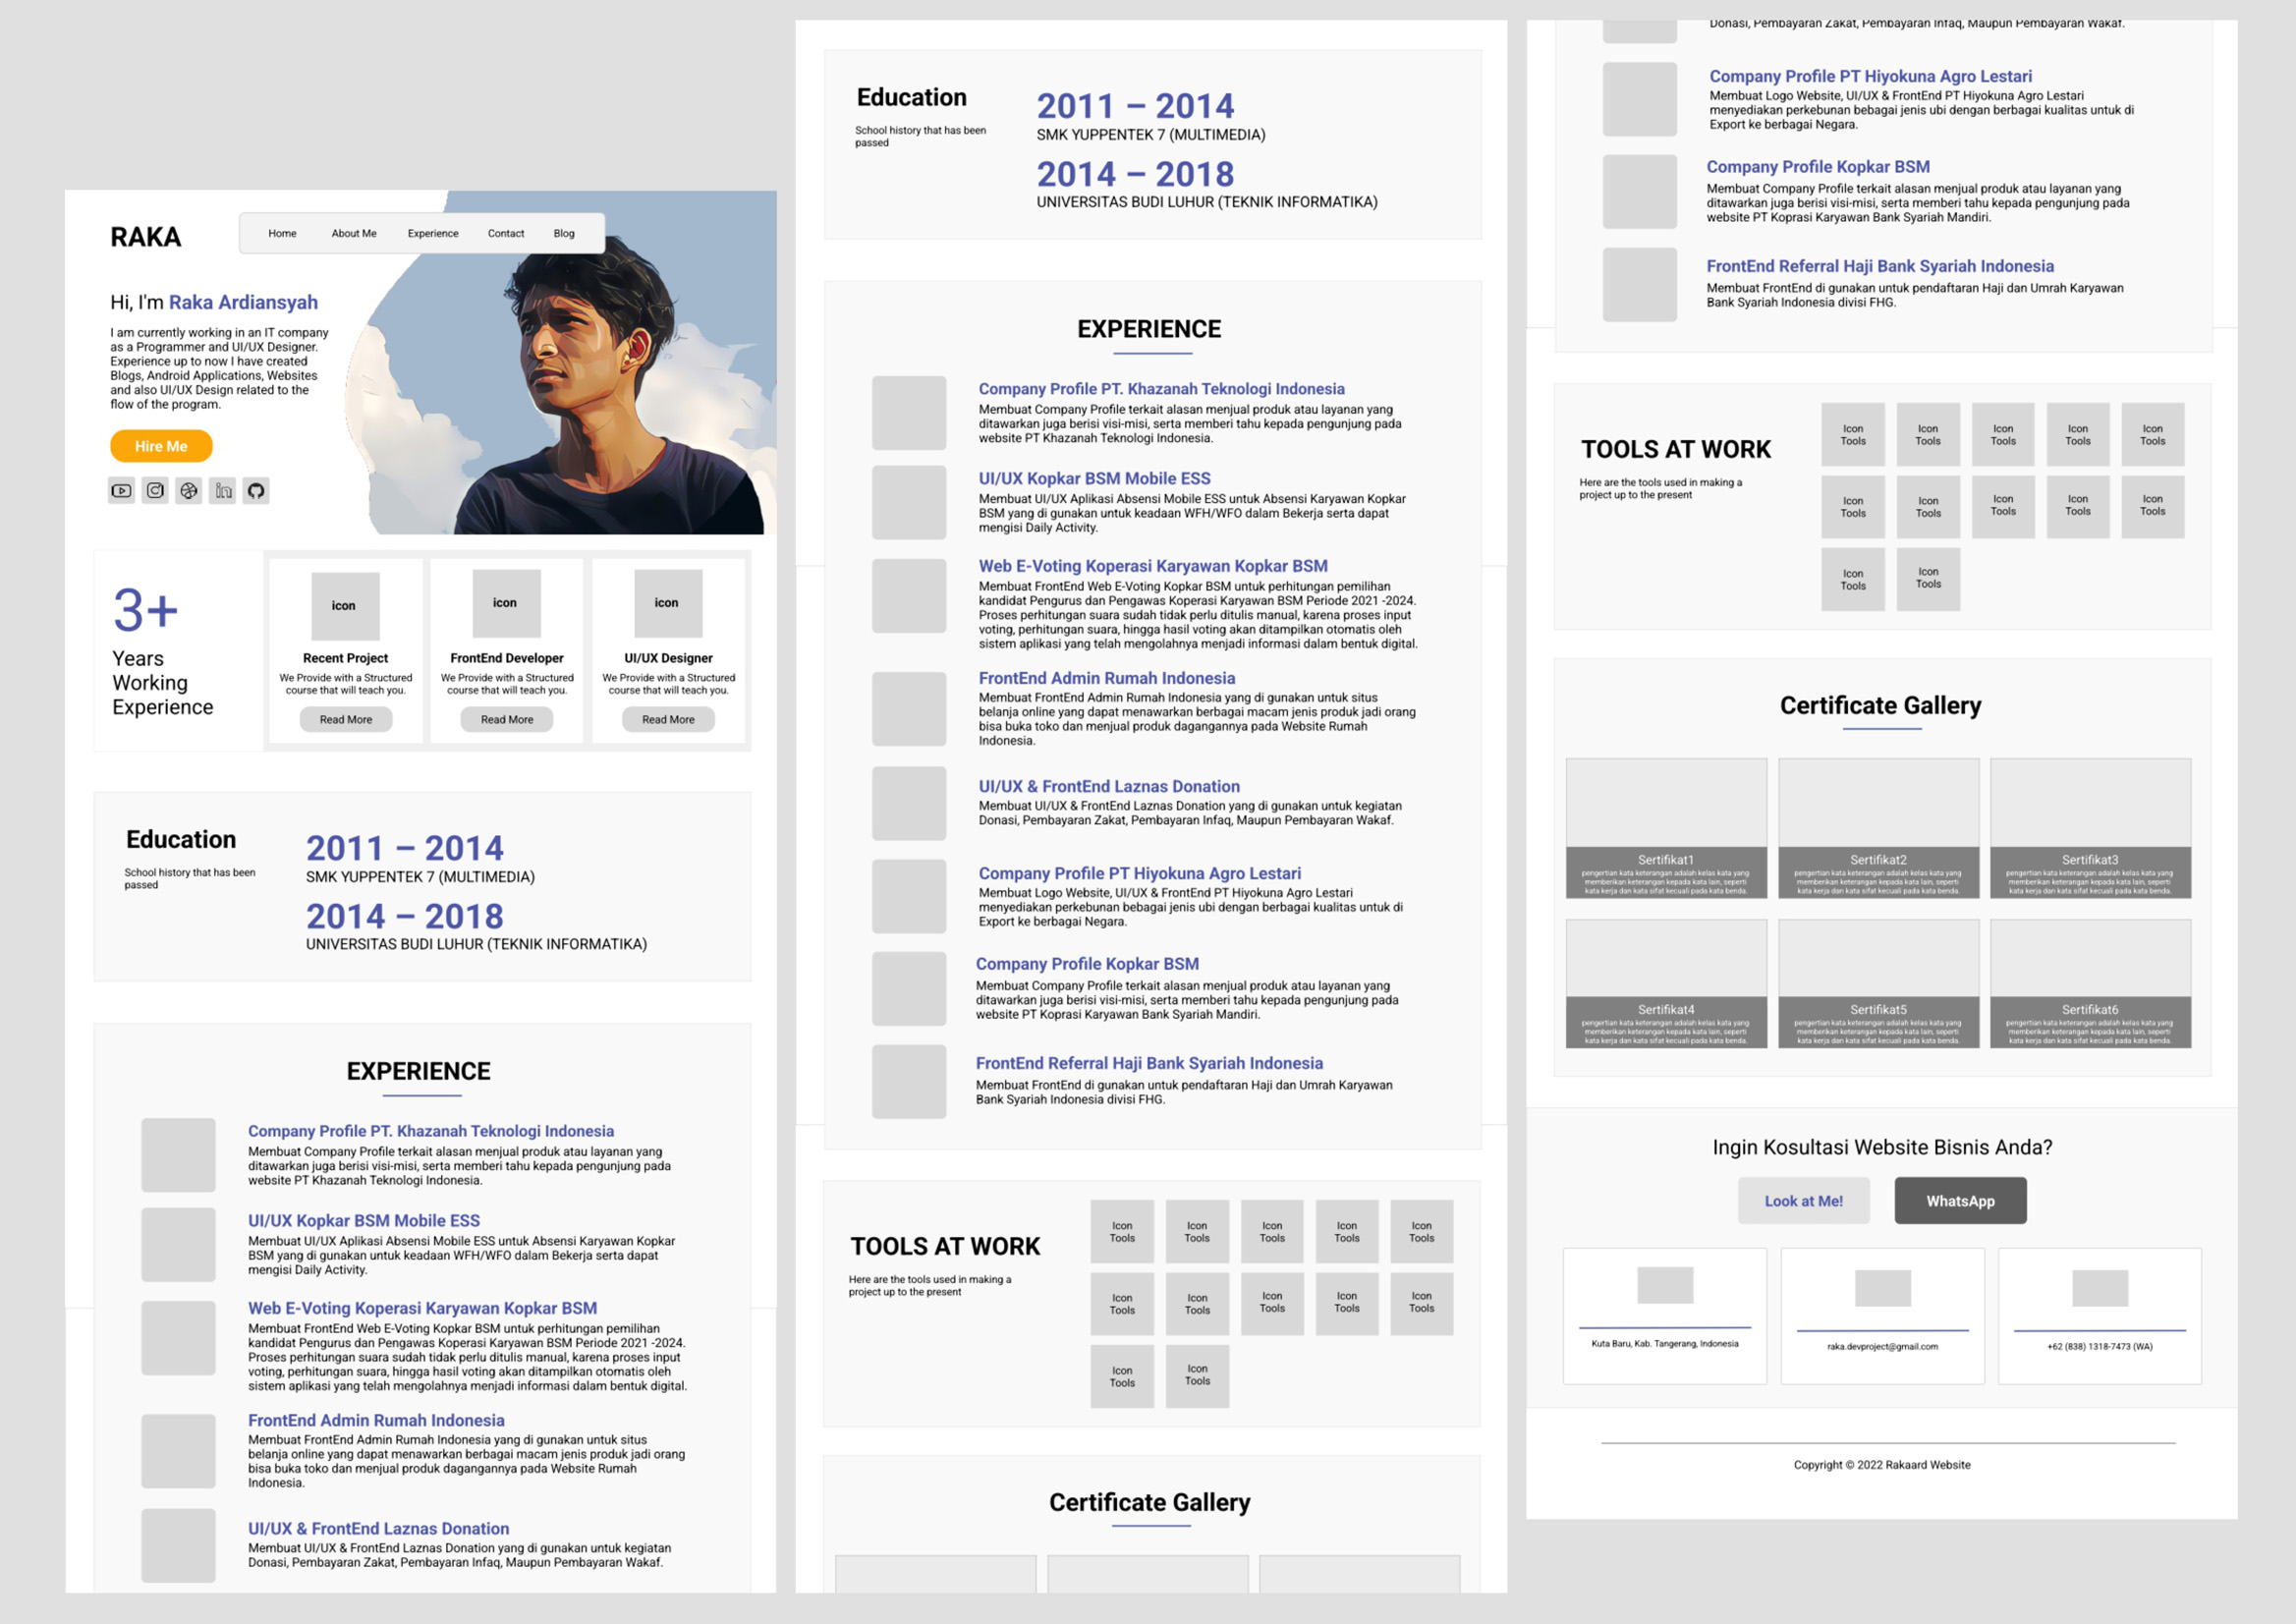 RAKA
Home
About Me
Experience
Contact
Blog
Hi, I'm Raka Ardiansyah
I am currently working in an IT company
as a Programmer and UI/UX Designer.
Experience up to now I have created
Blogs, Android Applications, Websites
and also UI/UX Design related to the
flow of the program.
Hire Me
3+
Years
Working
Experience
icon
Recent Project
We Provide with a Structured
course that will teach you.
Read More
icon
FrontEnd Developer
We Provide with a Structured
course that will teach you.
Read More
icon
UI/UX Designer
We Provide with a Structured
course that will teach you.
Read More
Education
School history that has been
passed
2011 – 2014
SMK YUPPENTEK 7 (MULTIMEDIA)
2014 – 2018
UNIVERSITAS BUDI LUHUR (TEKNIK INFORMATIKA)
EXPERIENCE
Company Profile PT. Khazanah Teknologi Indonesia
Membuat Company Profile terkait alasan menjual produk atau layanan yang
ditawarkan juga berisi visi-misi, serta memberi tahu kepada pengunjung pada
website PT Khazanah Teknologi Indonesia.
UI/UX Kopkar BSM Mobile ESS
Membuat UI/UX Aplikasi Absensi Mobile ESS untuk Absensi Karyawan Kopkar
BSM yang di gunakan untuk keadaan WFH/WFO dalam Bekerja serta dapat
mengisi Daily Activity.
Web E-Voting Koperasi Karyawan Kopkar BSM
Membuat FrontEnd Web E-Voting Kopkar BSM untuk perhitungan pemilihan
kandidat Pengurus dan Pengawas Koperasi Karyawan BSM Periode 2021 -2024.
Proses perhitungan suara sudah tidak perlu ditulis manual, karena proses input
voting, perhitungan suara, hingga hasil voting akan ditampilkan otomatis oleh
sistem aplikasi yang telah mengolahnya menjadi informasi dalam bentuk digital.
FrontEnd Admin Rumah Indonesia
Membuat FrontEnd Admin Rumah Indonesia yang di gunakan untuk situs
belanja online yang dapat menawarkan berbagai macam jenis produk jadi orang
bisa buka toko dan menjual produk dagangannya pada Website Rumah
Indonesia.
UI/UX & FrontEnd Laznas Donation
Membuat UI/UX & FrontEnd Laznas Donation yang di gunakan untuk kegiatan
Donasi, Pembayaran Zakat, Pembayaran Infaq, Maupun Pembayaran Wakaf.
Education
School history that has been
passed
2011 – 2014
SMK YUPPENTEK 7 (MULTIMEDIA)
2014 – 2018
UNIVERSITAS BUDI LUHUR (TEKNIK INFORMATIKA)
EXPERIENCE
Company Profile PT. Khazanah Teknologi Indonesia
Membuat Company Profile terkait alasan menjual produk atau layanan yang
ditawarkan juga berisi visi-misi, serta memberi tahu kepada pengunjung pada
website PT Khazanah Teknologi Indonesia.
UI/UX Kopkar BSM Mobile ESS
Membuat UI/UX Aplikasi Absensi Mobile ESS untuk Absensi Karyawan Kopkar
BSM yang di gunakan untuk keadaan WFH/WFO dalam Bekerja serta dapat
mengisi Daily Activity.
Web E-Voting Koperasi Karyawan Kopkar BSM
Membuat FrontEnd Web E-Voting Kopkar BSM untuk perhitungan pemilihan
kandidat Pengurus dan Pengawas Koperasi Karyawan BSM Periode 2021 -2024.
Proses perhitungan suara sudah tidak perlu ditulis manual, karena proses input
voting, perhitungan suara, hingga hasil voting akan ditampilkan otomatis oleh
sistem aplikasi yang telah mengolahnya menjadi informasi dalam bentuk digital.
FrontEnd Admin Rumah Indonesia
Membuat FrontEnd Admin Rumah Indonesia yang di gunakan untuk situs
belanja online yang dapat menawarkan berbagai macam jenis produk jadi orang
bisa buka toko dan menjual produk dagangannya pada Website Rumah
Indonesia.
UI/UX & FrontEnd Laznas Donation
Membuat UI/UX & FrontEnd Laznas Donation yang di gunakan untuk kegiatan
Donasi, Pembayaran Zakat, Pembayaran Infaq, Maupun Pembayaran Wakaf.
Company Profile PT Hiyokuna Agro Lestari
Membuat Logo Website, UI/UX & FrontEnd PT Hiyokuna Agro Lestari
menyediakan perkebunan bebagai jenis ubi dengan berbagai kualitas untuk di
Export ke berbagai Negara.
Company Profile Kopkar BSM
Membuat Company Profile terkait alasan menjual produk atau layanan yang
ditawarkan juga berisi visi-misi, serta memberi tahu kepada pengunjung pada
website PT Koprasi Karyawan Bank Syariah Mandiri.
FrontEnd Referral Haji Bank Syariah Indonesia
Membuat FrontEnd di gunakan untuk pendaftaran Haji dan Umrah Karyawan
Bank Syariah Indonesia divisi FHG.
TOOLS AT WORK
Here are the tools used in making a
project up to the present
Icon Tools
Icon Tools
Icon Tools
Icon Tools
Icon Tools
Icon Tools
Icon Tools
Icon Tools
Icon Tools
Icon Tools
Icon Tools
Icon Tools
Certificate Gallery
Donasi, Pembayaran Zakat, Pembayaran Infaq, Maupun Pembayaran Wakaf.
Company Profile PT Hiyokuna Agro Lestari
Membuat Logo Website, UI/UX & FrontEnd PT Hiyokuna Agro Lestari
menyediakan perkebunan bebagai jenis ubi dengan berbagai kualitas untuk di
Export ke berbagai Negara.
Company Profile Kopkar BSM
Membuat Company Profile terkait alasan menjual produk atau layanan yang
ditawarkan juga berisi visi-misi, serta memberi tahu kepada pengunjung pada
website PT Koprasi Karyawan Bank Syariah Mandiri.
FrontEnd Referral Haji Bank Syariah Indonesia
Membuat FrontEnd di gunakan untuk pendaftaran Haji dan Umrah Karyawan
Bank Syariah Indonesia divisi FHG.
TOOLS AT WORK
Here are the tools used in making a
project up to the present
Icon Tools
Icon Tools
Icon Tools
Icon Tools
Icon Tools
Icon Tools
Icon Tools
Icon Tools
Icon Tools
Icon Tools
Icon Tools
Icon Tools
Certificate Gallery
Sertifikat1
pengertian kata keterangan adalah kelas kata yang
memberikan keterangan kepada kata lain, seperti
kata kerja dan kata sifat kecuali pada kata benda.
Sertifikat2
pengertian kata keterangan adalah kelas kata yang
memberikan keterangan kepada kata lain, seperti
kata kerja dan kata sifat kecuali pada kata benda.
Sertifikat3
pengertian kata keterangan adalah kelas kata yang
memberikan keterangan kepada kata lain, seperti
kata kerja dan kata sifat kecuali pada kata benda.
Sertifikat4
pengertian kata keterangan adalah kelas kata yang
memberikan keterangan kepada kata lain, seperti
kata kerja dan kata sifat kecuali pada kata benda.
Sertifikat5
pengertian kata keterangan adalah kelas kata yang
memberikan keterangan kepada kata lain, seperti
kata kerja dan kata sifat kecuali pada kata benda.
Sertifikat6
pengertian kata keterangan adalah kelas kata yang
memberikan keterangan kepada kata lain, seperti
kata kerja dan kata sifat kecuali pada kata benda.
Ingin Kosultasi Website Bisnis Anda?
Look at Me!
WhatsApp
Kuta Baru, Kab. Tangerang, Indonesia
raka.devproject@gmail.com
+62 (838) 1318-7473 (WA)
Copyright © 2022 Rakaard Website